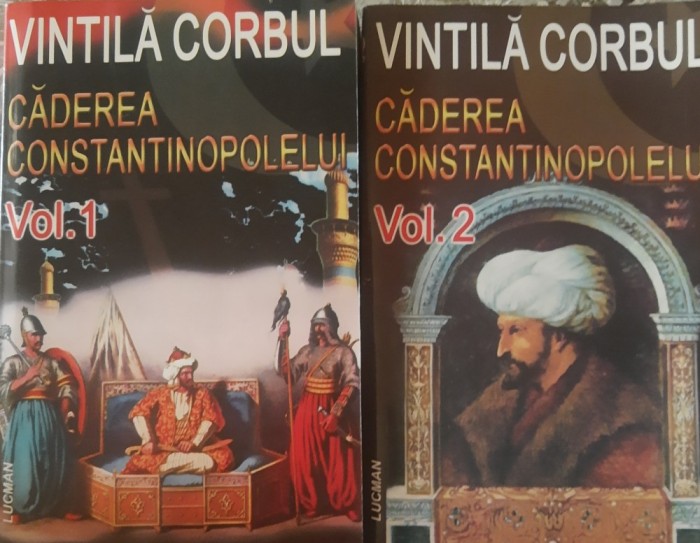 VINTILĂ CORBUL
CĂDEREA
CONSTANTINOPOLELUI
Vol.1
LUCMAN
VINTILĂ CORBUL
CĂDEREA
CONSTANTINOPOLELU
Vol.2
LUCMAN